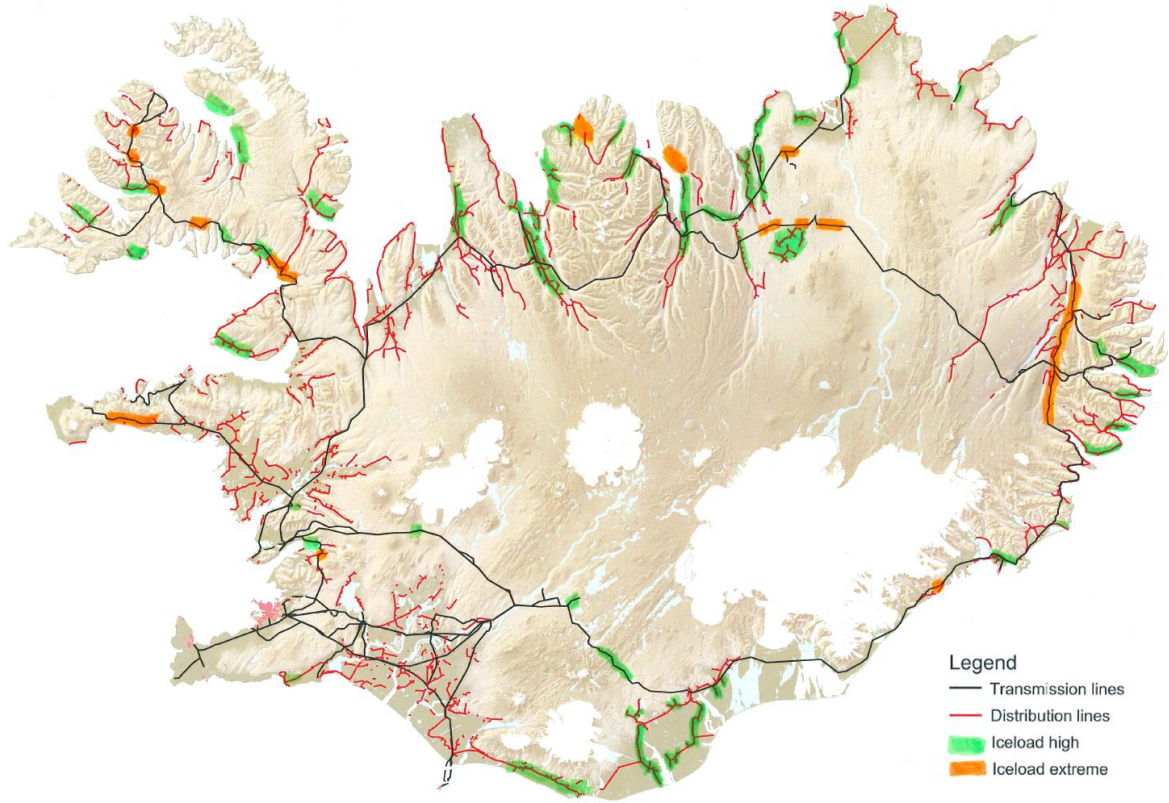 Legend
Transmission lines
Distribution lines
Iceload high
Iceload extreme